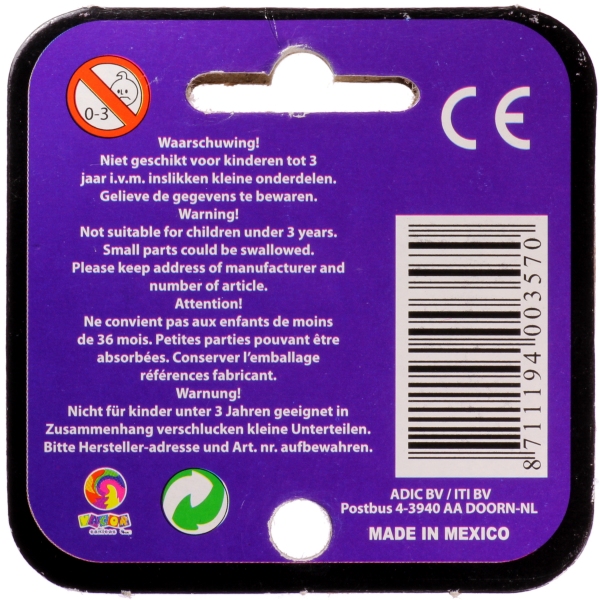 0-3
CE
Waarschuwing!
Niet geschikt voor kinderen tot 3
jaar i.v.m. inslikken kleine onderdelen.
Gelieve de gegevens te bewaren.
Warning!
Not suitable for children under 3 years.
Small parts could be swallowed.
Please keep address of manufacturer and
number of article.
Attention!
Ne convient pas aux enfants de moins
de 36 mois. Petites parties pouvant être
absorbées. Conserver l'emballage
références fabricant.
Warnung!
Nicht für kinder unter 3 Jahren geeignet in
Zusammenhang verschlucken kleine Unterteilen.
Bitte Hersteller-adresse und Art. nr. aufbewahren.
8 711194 003570
ADIC BV / ITI BV
Postbus 4-3940 AA DOORN-NL
MADE IN MEXICO